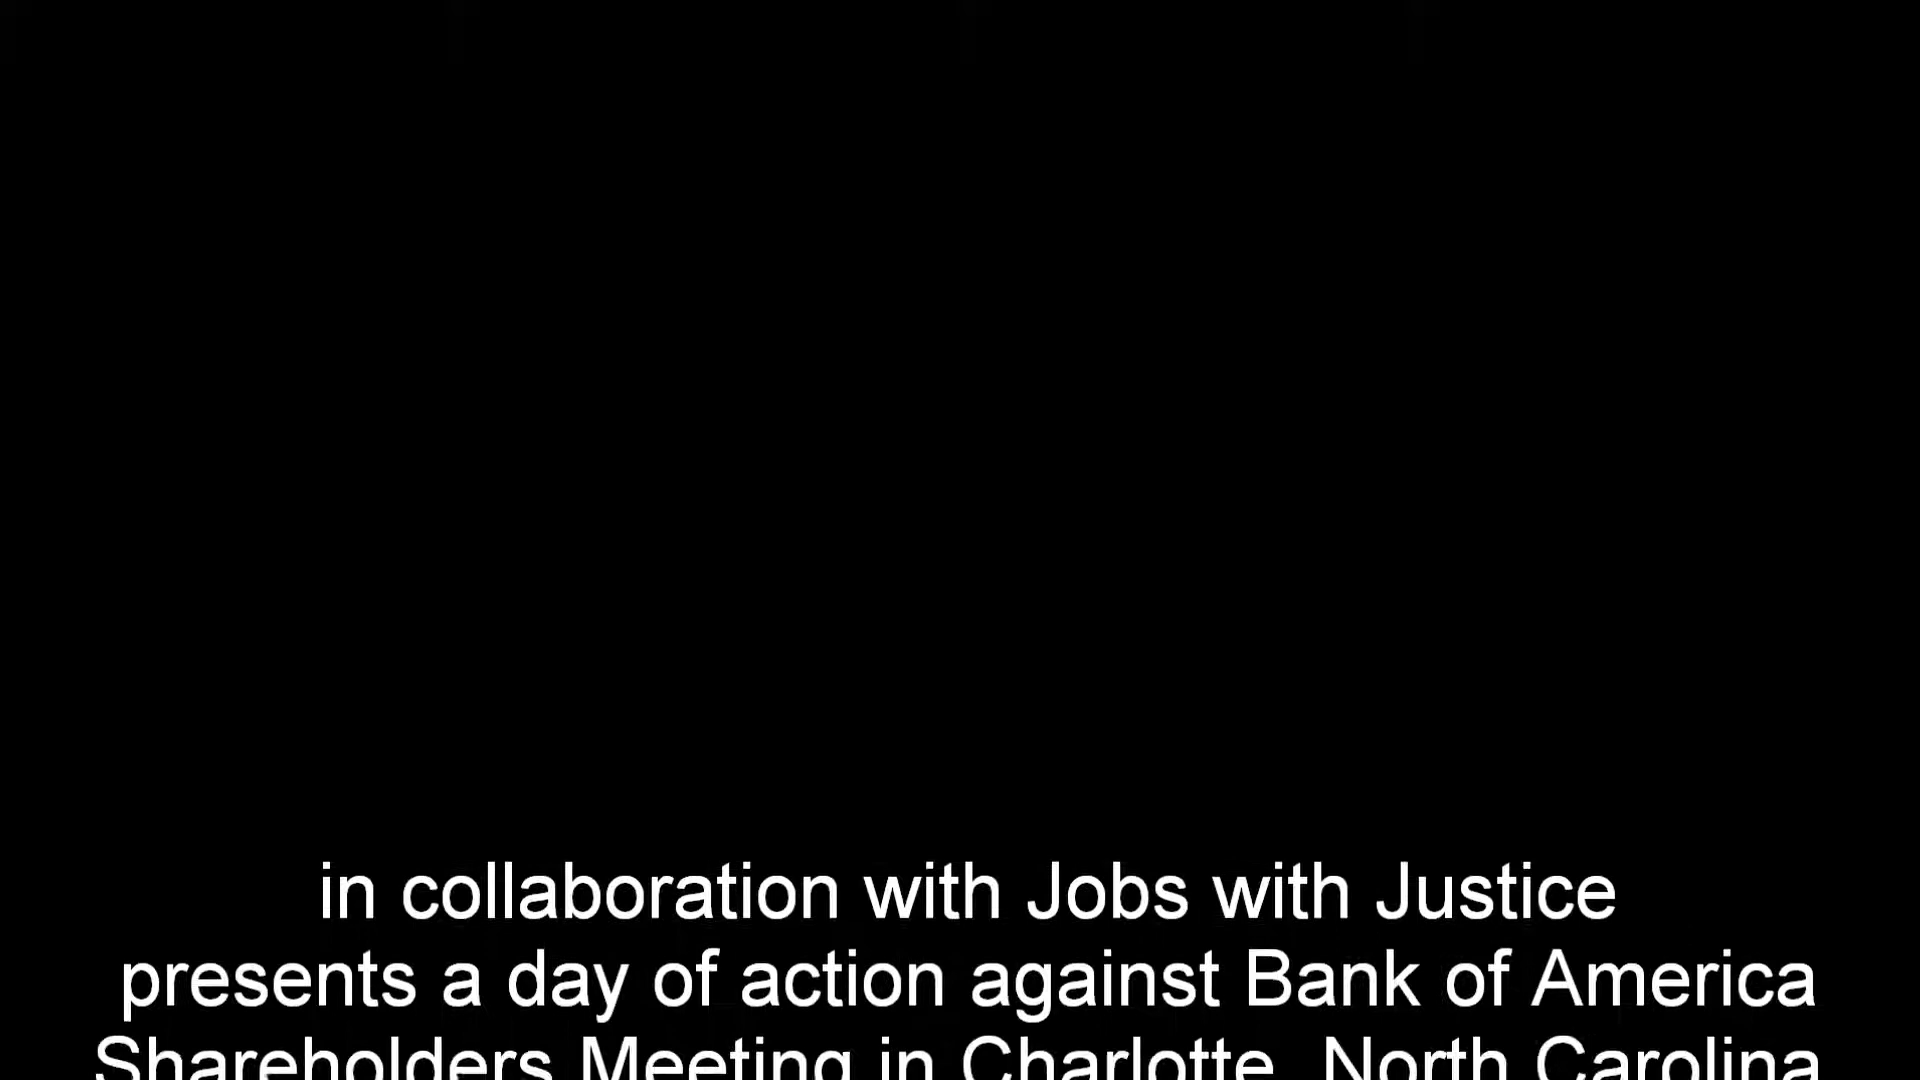 in collaboration with Jobs with Justice
presents a day of action against Bank of America
Shareholders Meeting in Charlotte, North Carolina